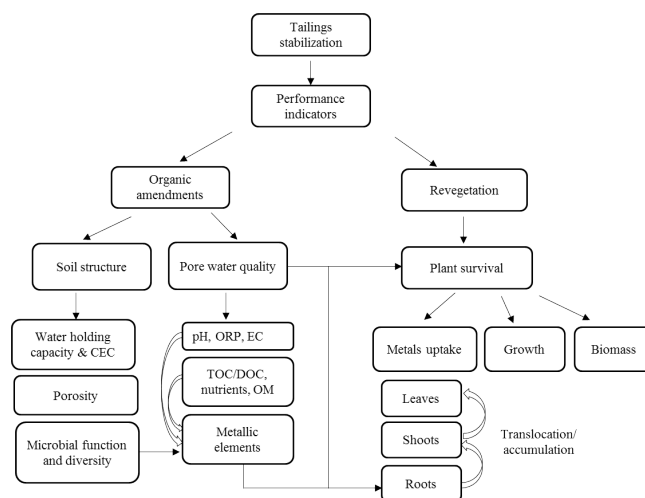 Tailings
stabilization
Performance
indicators
Organic
amendments
Revegetation
Soil structure
Pore water quality
Plant survival
Water holding
capacity & CEC
pH, ORP, EC
Metals uptake
Growth
Biomass
Porosity
TOC/DOC,
nutrients, OM
Leaves
Microbial function
and diversity
Metallic
elements
Shoots
Translocation/
accumulation
Roots